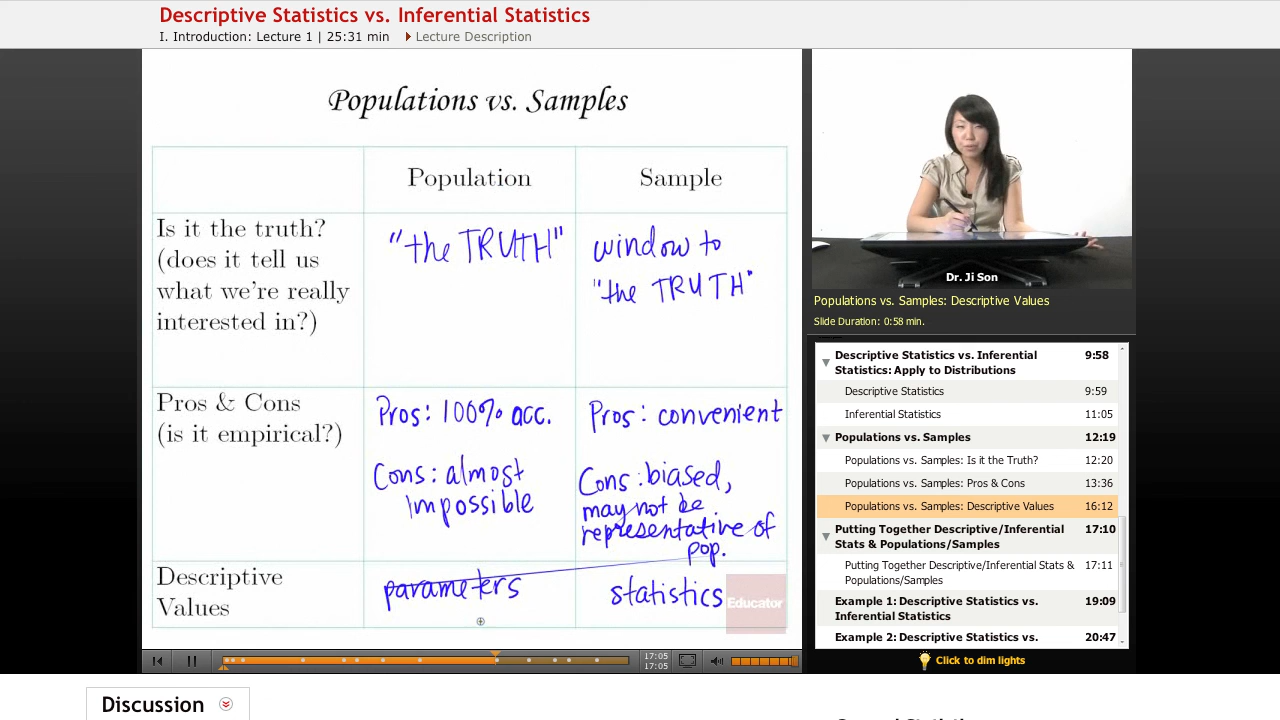 Descriptive Statistics vs. Inferential Statistics
I. Introduction: Lecture 1 | 25:31 min
Lecture Description
Populations vs. Samples
Population
Sample
Is it the truth?
(does it tell us
what we're really
interested in?)
"the TRUTH"
window to
"the TRUTH"
Pros & Cons
(is it empirical?)
Pros: 100% acc.
Cons: almost
impossible
Pros: convenient
Cons: biased,
may not be
representative of
pop.
Descriptive
Values
parameters
statistics
Educator
Dr. Ji Son
Populations vs. Samples: Descriptive Values
Slide Duration: 0:58 min.
Descriptive Statistics vs. Inferential 9:58
Statistics: Apply to Distributions
Descriptive Statistics 9:59
Inferential Statistics 11:05
Populations vs. Samples 12:19
Populations vs. Samples: Is it the Truth? 12:20
Populations vs. Samples: Pros & Cons 13:36
Populations vs. Samples: Descriptive Values 16:12
Putting Together Descriptive/Inferential 17:10
Stats & Populations/Samples
Putting Together Descriptive/Inferential Stats & 17:11
Populations/Samples
Example 1: Descriptive Statistics vs. 19:09
Inferential Statistics
Example 2: Descriptive Statistics vs. 20:47
17:05
17:05
Click to dim lights
Discussion